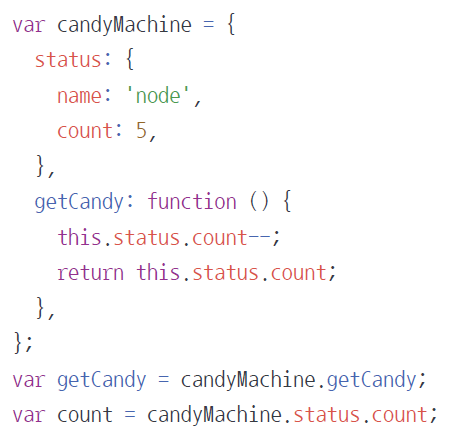 var candyMachine = {
  status: {
    name: 'node',
    count: 5,
  },
  getCandy: function () {
    this.status.count--;
    return this.status.count;
  },
};
var getCandy = candyMachine.getCandy;
var count = candyMachine.status.count;